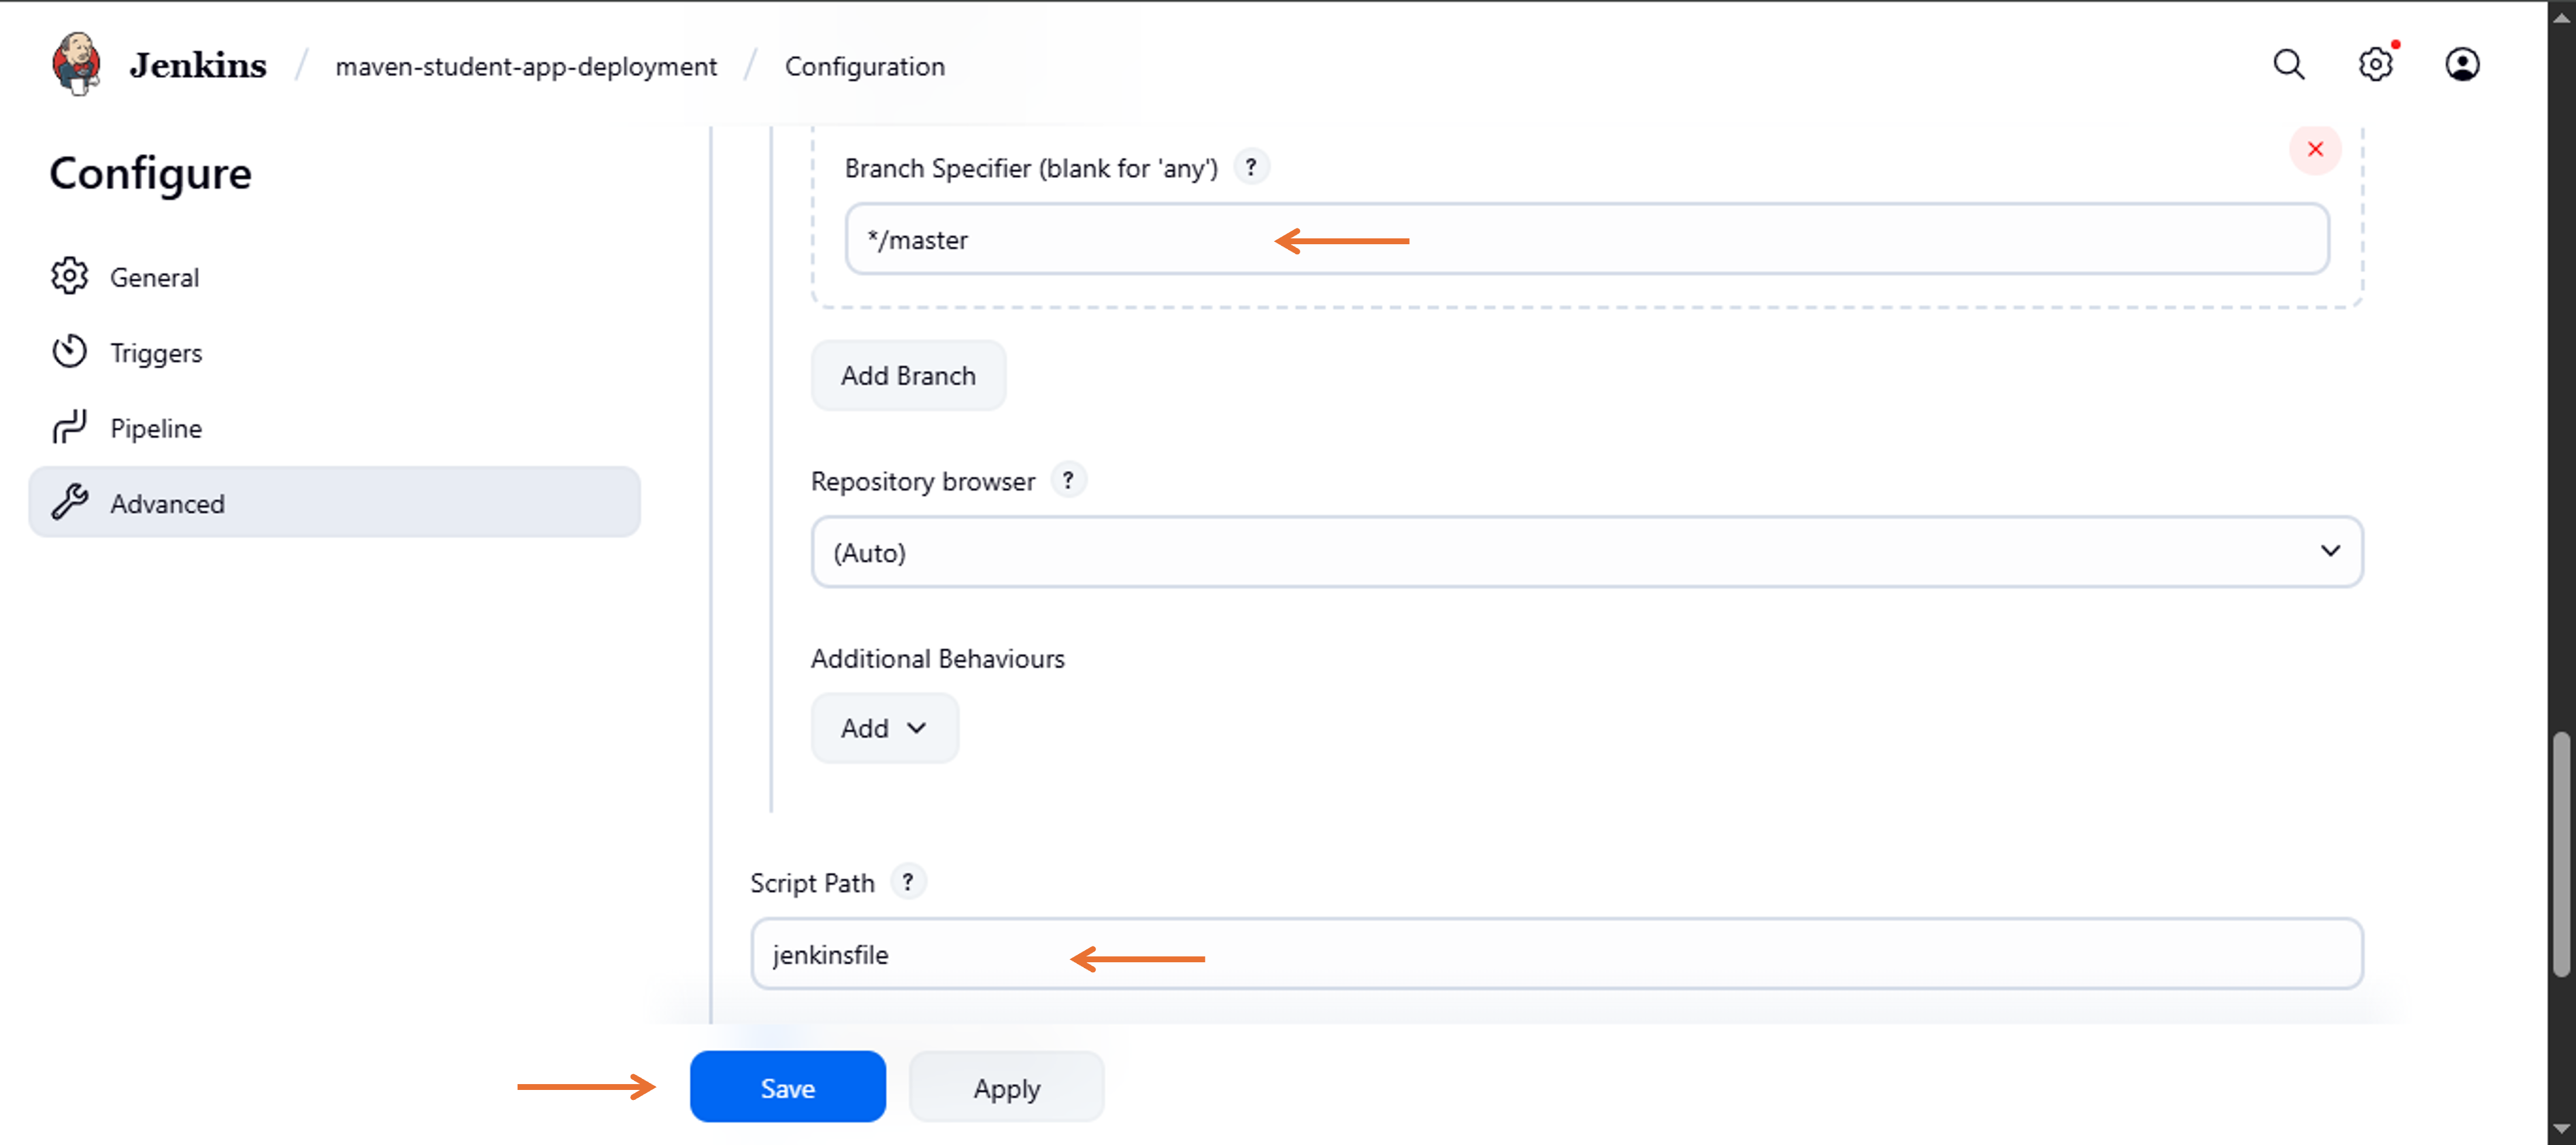 Jenkins / maven-student-app-deployment / Configuration
Configure
General
Triggers
Pipeline
Advanced
Branch Specifier (blank for 'any') ?
*/master
Add Branch
Repository browser ?
(Auto)
Additional Behaviours
Add
Script Path ?
jenkinsfile
Save Apply